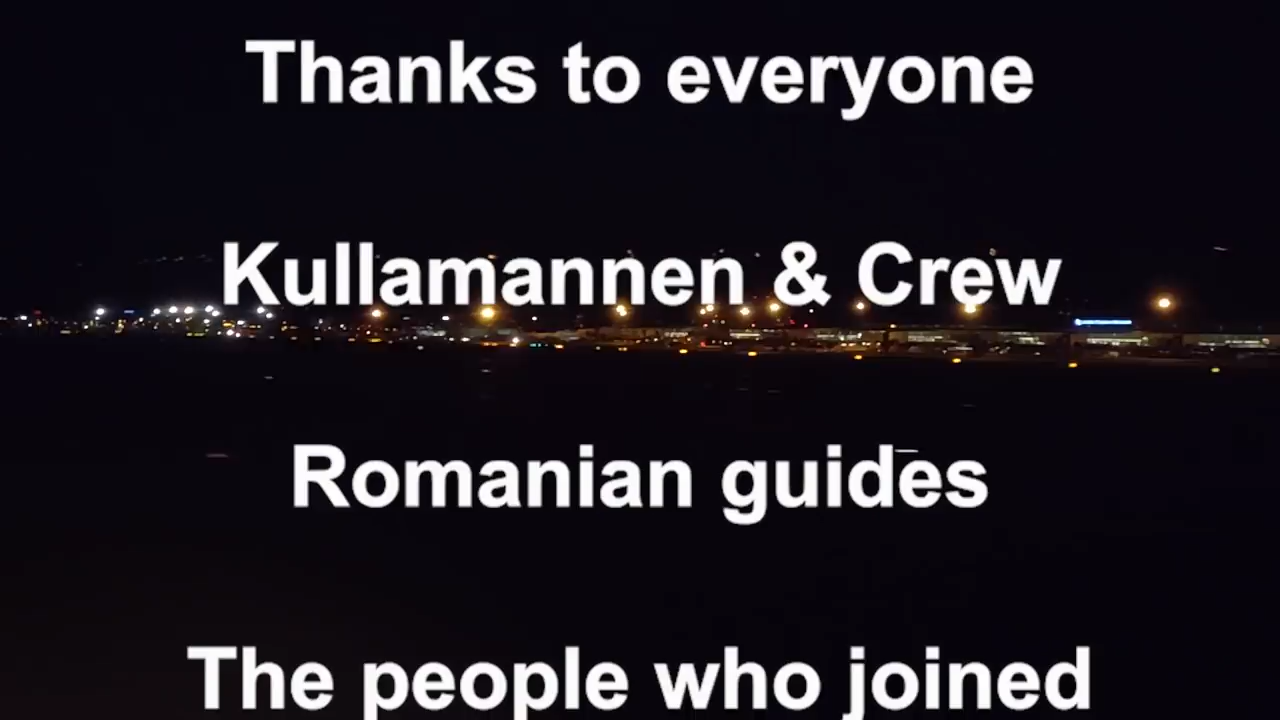 Thanks to everyone
Kullamannen & Crew
Romanian guides
The people who joined